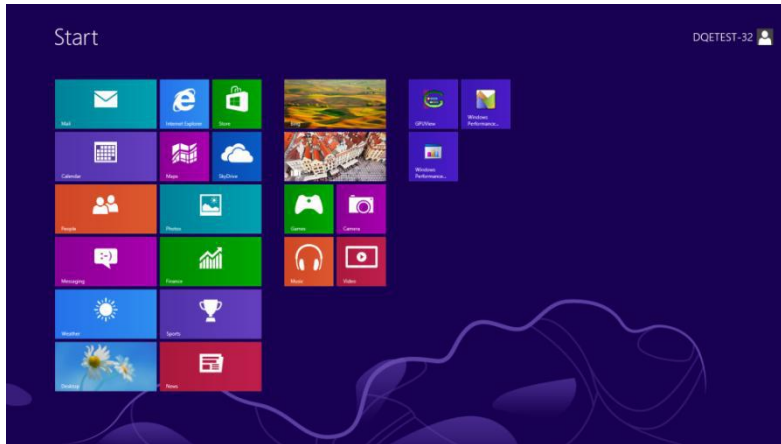 Start
DQETEST-32
Mail
Internet Explorer
Store
Calendar
Maps
SkyDrive
People
Photos
Messaging
Finance
Weather
Sports
Desktop
News
Bing
Games
Camera
Music
Video
GPUView
Windows
Performance...
Windows
Performance...